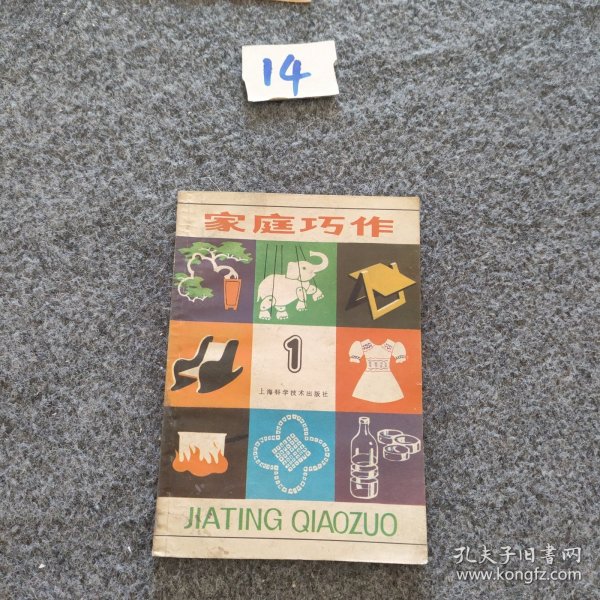 14
家庭巧作
1
上海科学技术出版社
JIATING QIAOZUO
孔夫子旧書网
www.kongfz.com